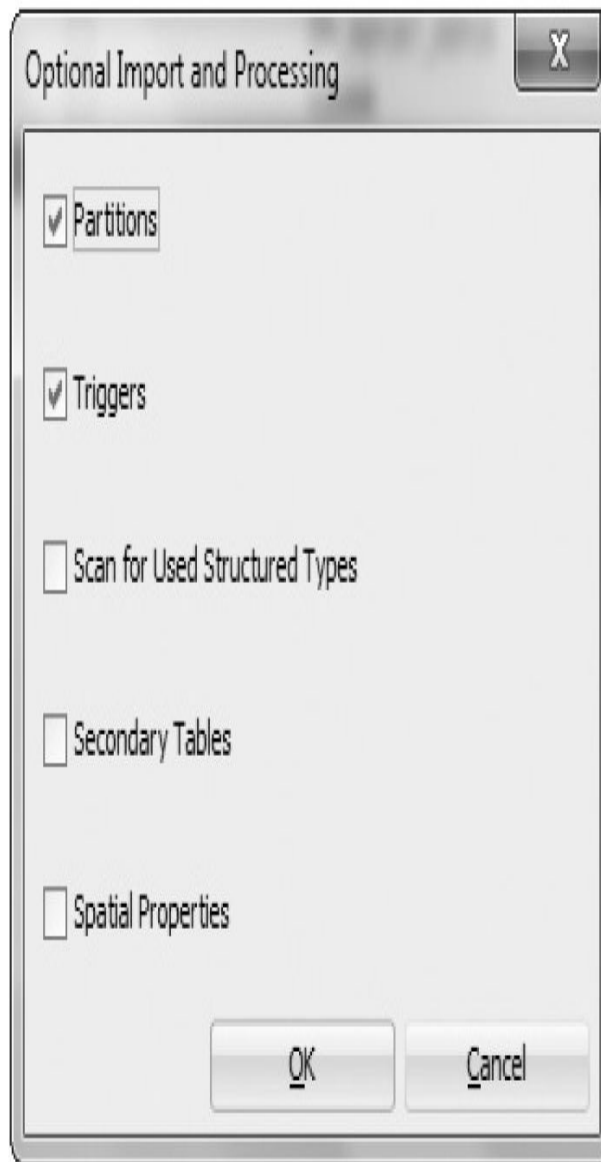 Optional Import and Processing
X
Partitions
Triggers
Scan for Used Structured Types
Secondary Tables
Spatial Properties
OK
Cancel